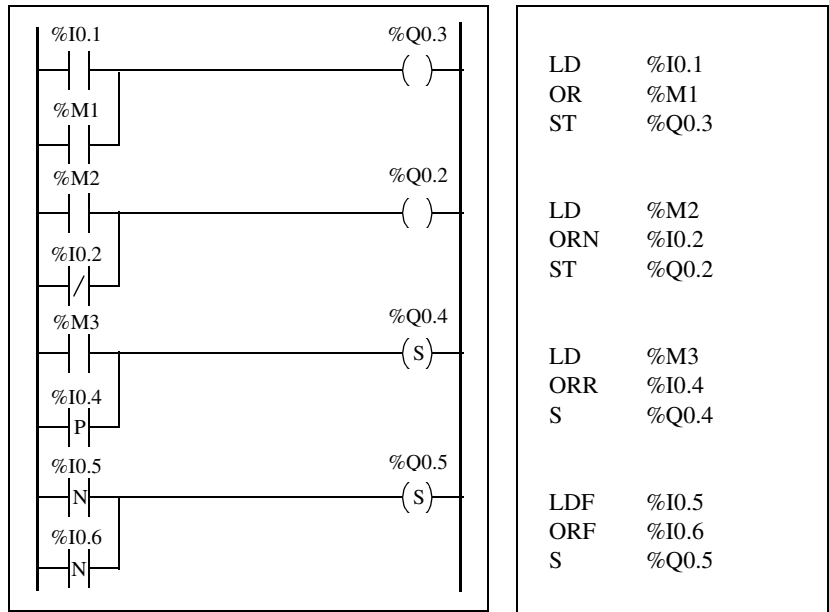 %I0.1 %Q0.3
( )
%M1
%M2 %Q0.2
( )
%I0.2
/
%M3 %Q0.4
(S)
%I0.4
P
%I0.5 %Q0.5
N (S)
%I0.6
N
LD %I0.1
OR %M1
ST %Q0.3
LD %M2
ORN %I0.2
ST %Q0.2
LD %M3
ORR %I0.4
S %Q0.4
LDF %I0.5
ORF %I0.6
S %Q0.5